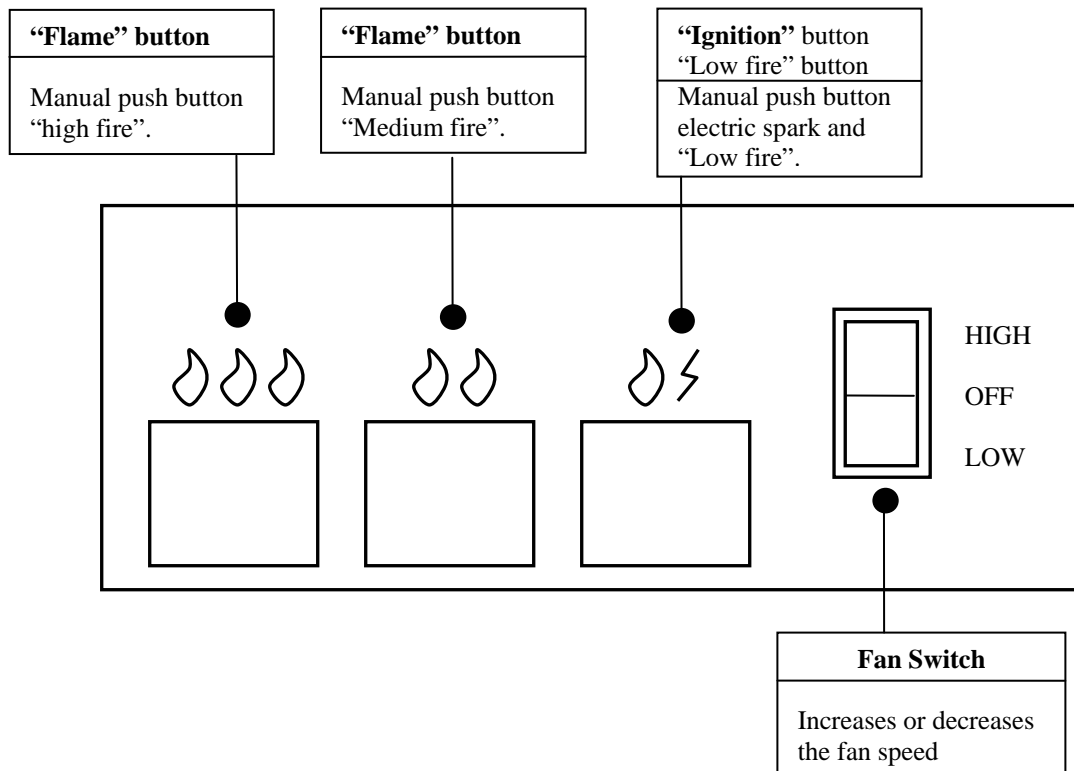 “Flame” button
Manual push button
“high fire”.
“Flame” button
Manual push button
“Medium fire”.
“Ignition” button
“Low fire” button
Manual push button
electric spark and
“Low fire”.
HIGH
OFF
LOW
Fan Switch
Increases or decreases
the fan speed